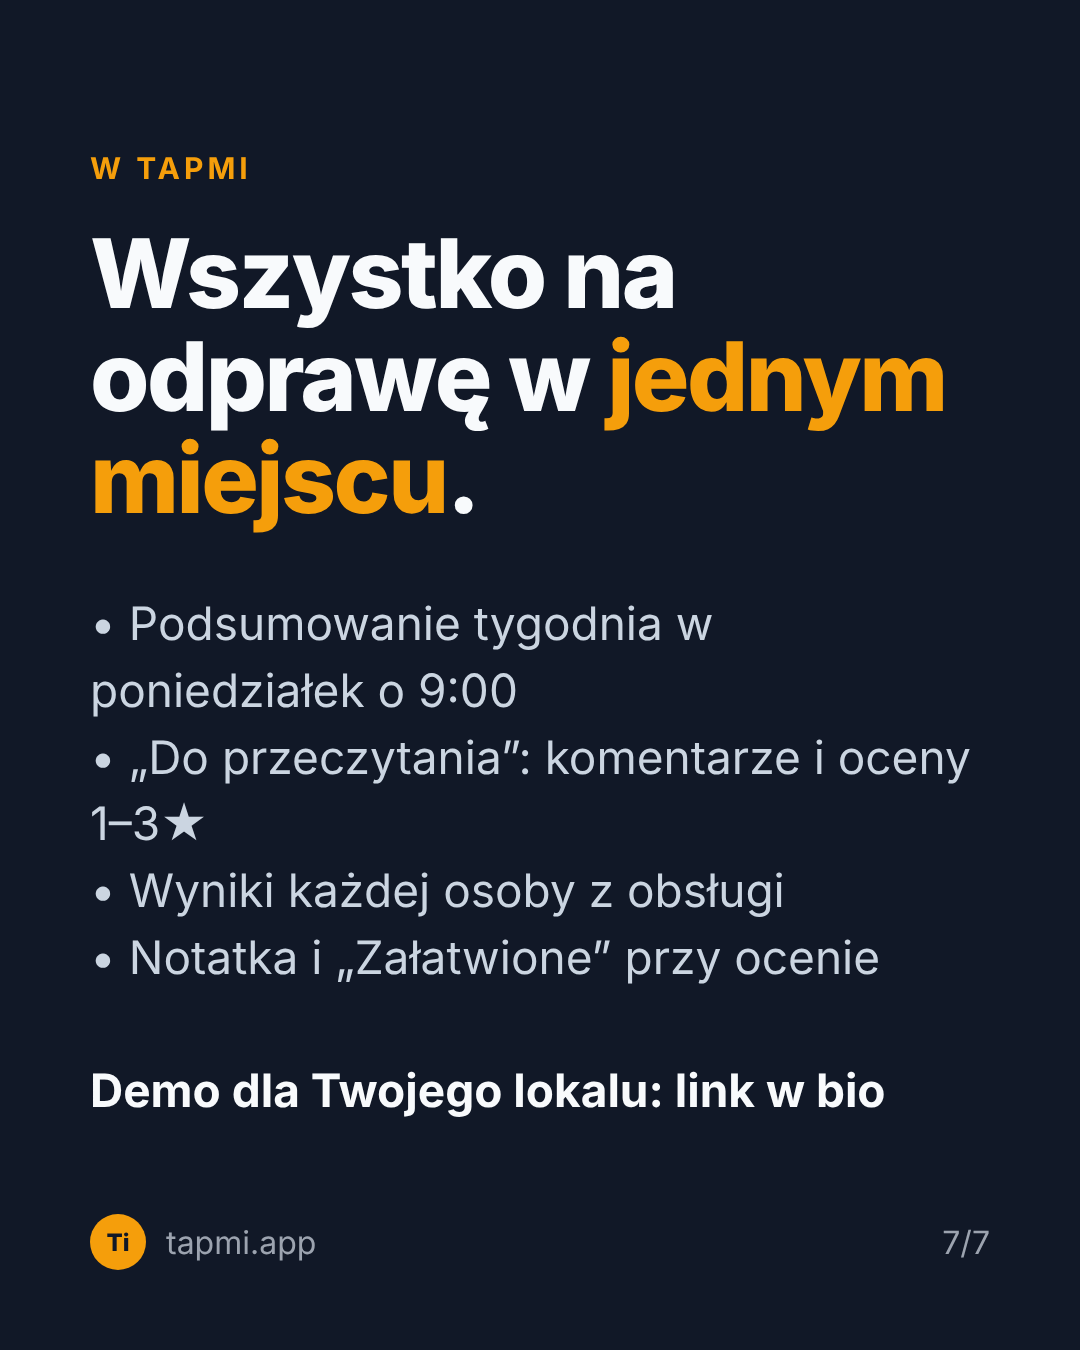 W TAPMI
Wszystko na
odprawę w jednym
miejscu.
• Podsumowanie tygodnia w
poniedziałek o 9:00
• „Do przeczytania”: komentarze i oceny
1–3★
• Wyniki każdej osoby z obsługi
• Notatka i „Załatwione” przy ocenie
Demo dla Twojego lokalu: link w bio
Ti tapmi.app 7/7